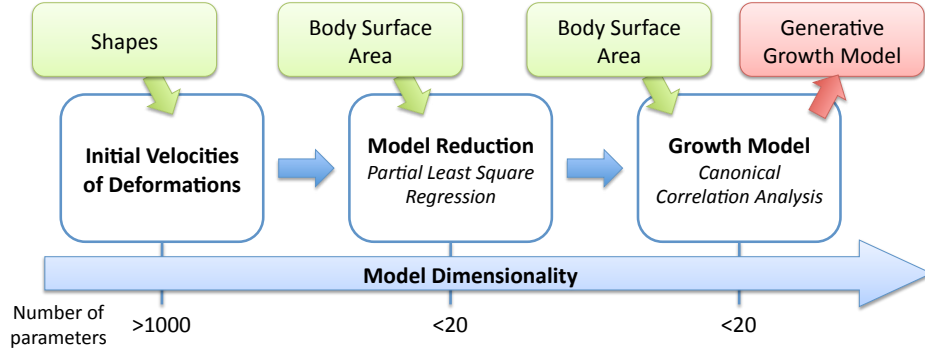 Shapes
Body Surface
Area
Body Surface
Area
Generative
Growth Model
Initial Velocities
of Deformations
Model Reduction
Partial Least Square
Regression
Growth Model
Canonical
Correlation Analysis
Model Dimensionality
Number of
parameters
>1000
<20
<20